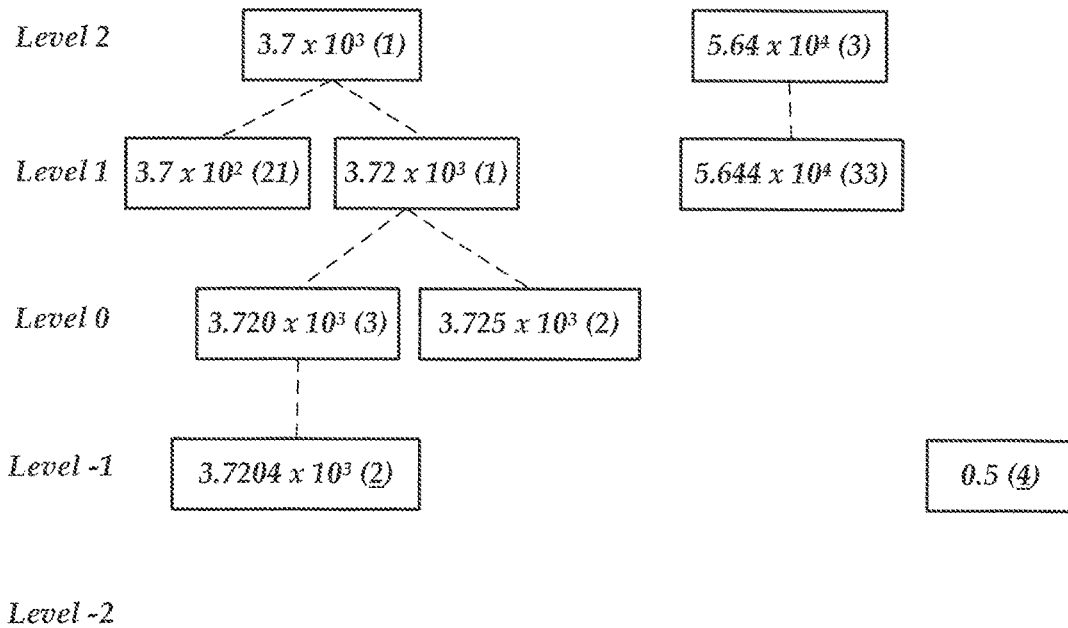 Level 2 3.7 x 10³ (1) 5.64 x 10⁴ (3)
Level 1 3.7 x 10² (21) 3.72 x 10³ (1) 5.644 x 10⁴ (33)
Level 0 3.720 x 10³ (3) 3.725 x 10³ (2)
Level -1 3.7204 x 10³ (2) 0.5 (4)
Level -2